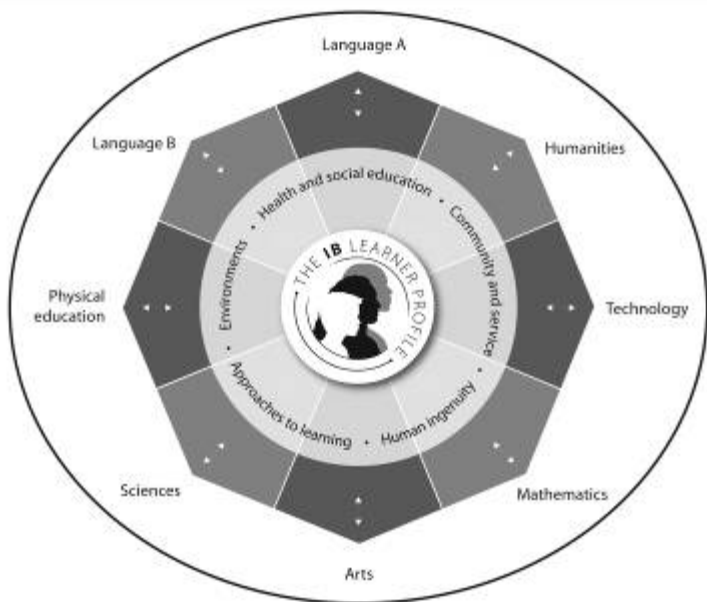 Language A
Language B
Humanities
Health and social education
•
Community and service
•
Environments
•
THE IB LEARNER PROFILE
Physical
education
Technology
•
Approaches to learning
•
Human ingenuity
•
Sciences
Mathematics
Arts